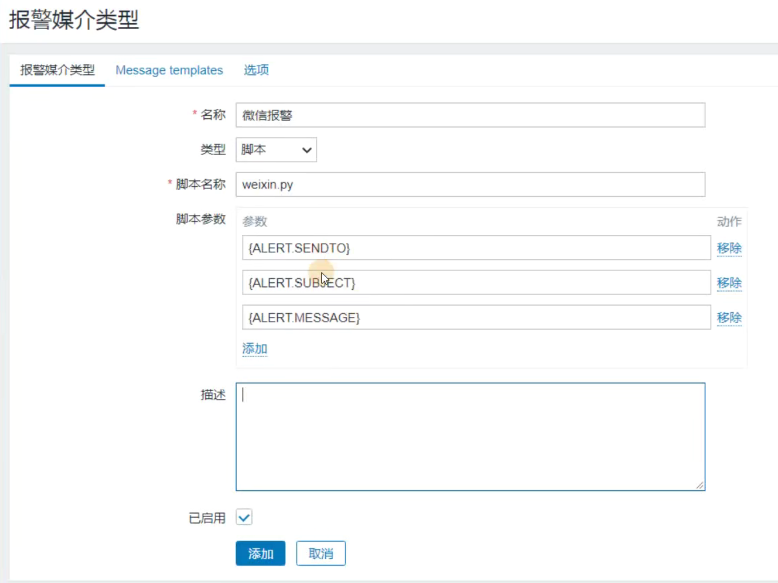 报警媒介类型
报警媒介类型 Message templates 选项
* 名称 微信报警
类型 脚本
* 脚本名称 weixin.py
脚本参数 参数 动作
{ALERT.SENDTO} 移除
{ALERT.SUBJECT} 移除
{ALERT.MESSAGE} 移除
添加
描述
已启用
添加 取消